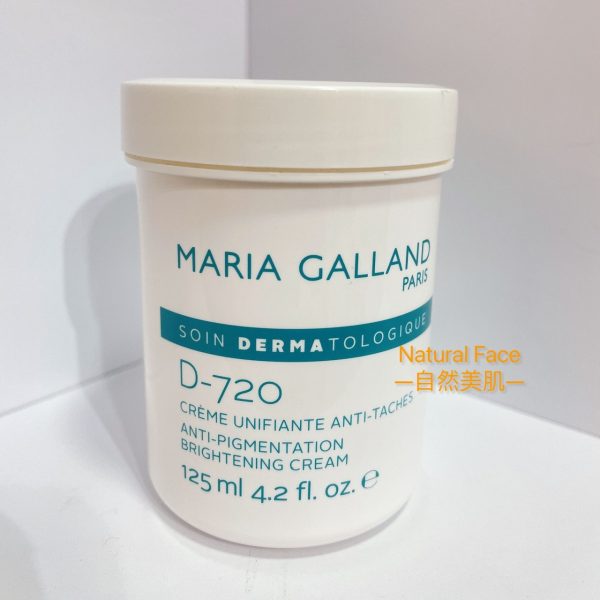 MARIA GALLAND
PARIS
SOIN DERMATOLOGIQUE
D-720
CRÈME UNIFIANTE ANTI-TACHES
ANTI-PIGMENTATION
BRIGHTENING CREAM
125 ml 4.2 fl. oz. ℮
Natural Face
—自然美肌—